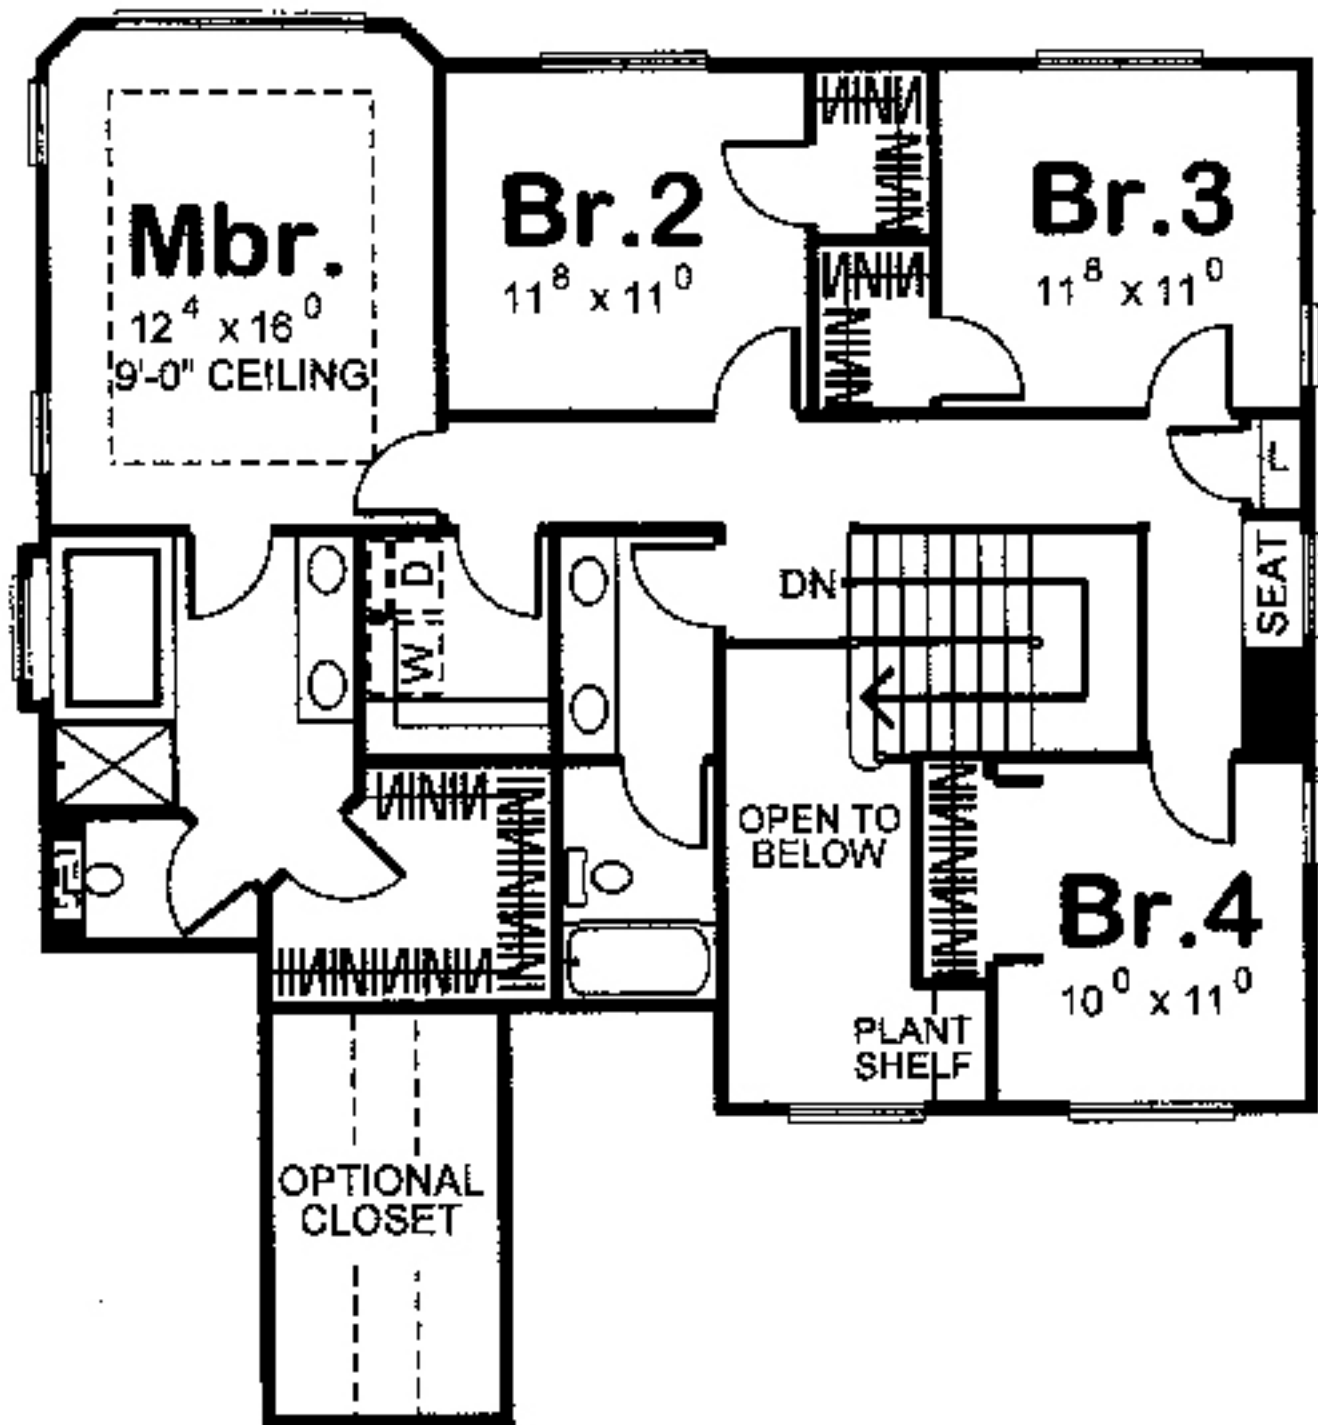 Mbr.
12⁴ x 16⁰
9'-0" CEILING
Br.2
11⁸ x 11⁰
Br.3
11⁸ x 11⁰
L
SEAT
D
W
DN
OPEN TO
BELOW
Br.4
10⁰ x 11⁰
PLANT
SHELF
OPTIONAL
CLOSET